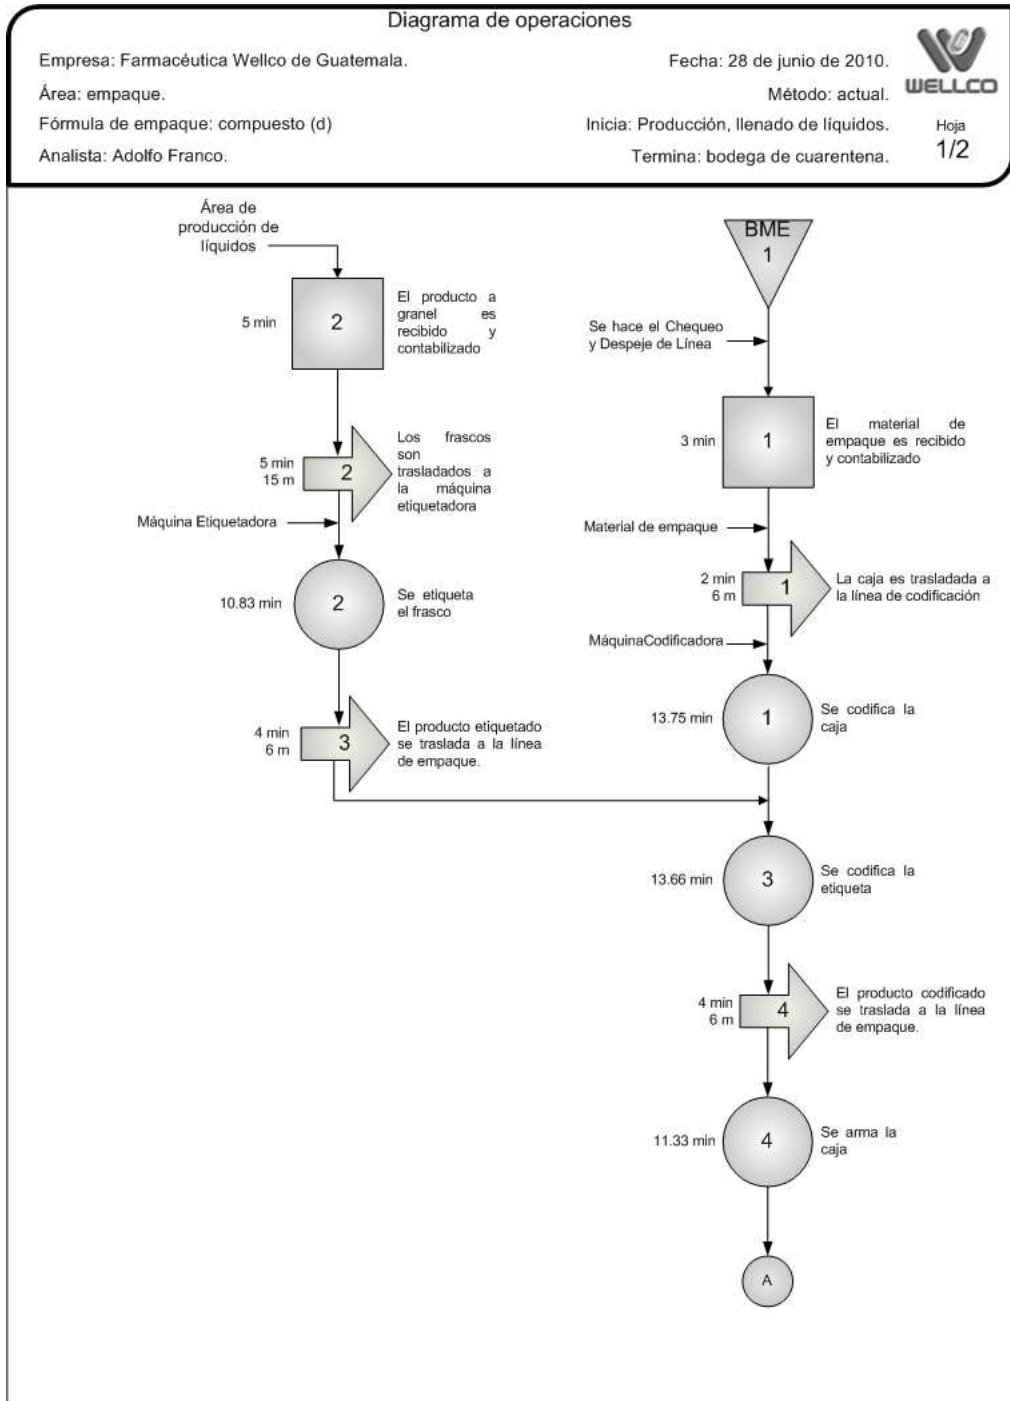 Diagrama de operaciones
Empresa: Farmacéutica Wellco de Guatemala.
Fecha: 28 de junio de 2010.
WELLCO
Área: empaque.
Método: actual.
Fórmula de empaque: compuesto (d)
Inicia: Producción, llenado de líquidos.
Hoja
1/2
Analista: Adolfo Franco.
Termina: bodega de cuarentena.
Área de
producción de
líquidos
5 min
2
El producto a
granel es
recibido y
contabilizado
5 min
15 m
2
Los frascos
son
trasladados a
la máquina
etiquetadora
Máquina Etiquetadora
10.83 min
2
Se etiqueta
el frasco
4 min
6 m
3
El producto etiquetado
se traslada a la línea
de empaque.
BME
1
Se hace el Chequeo
y Despeje de Línea
3 min
1
El material de
empaque es recibido
y contabilizado
Material de empaque
2 min
6 m
1
La caja es trasladada a
la línea de codificación
MáquinaCodificadora
13.75 min
1
Se codifica la
caja
13.66 min
3
Se codifica la
etiqueta
4 min
6 m
4
El producto codificado
se traslada a la línea
de empaque.
11.33 min
4
Se arma la
caja
A